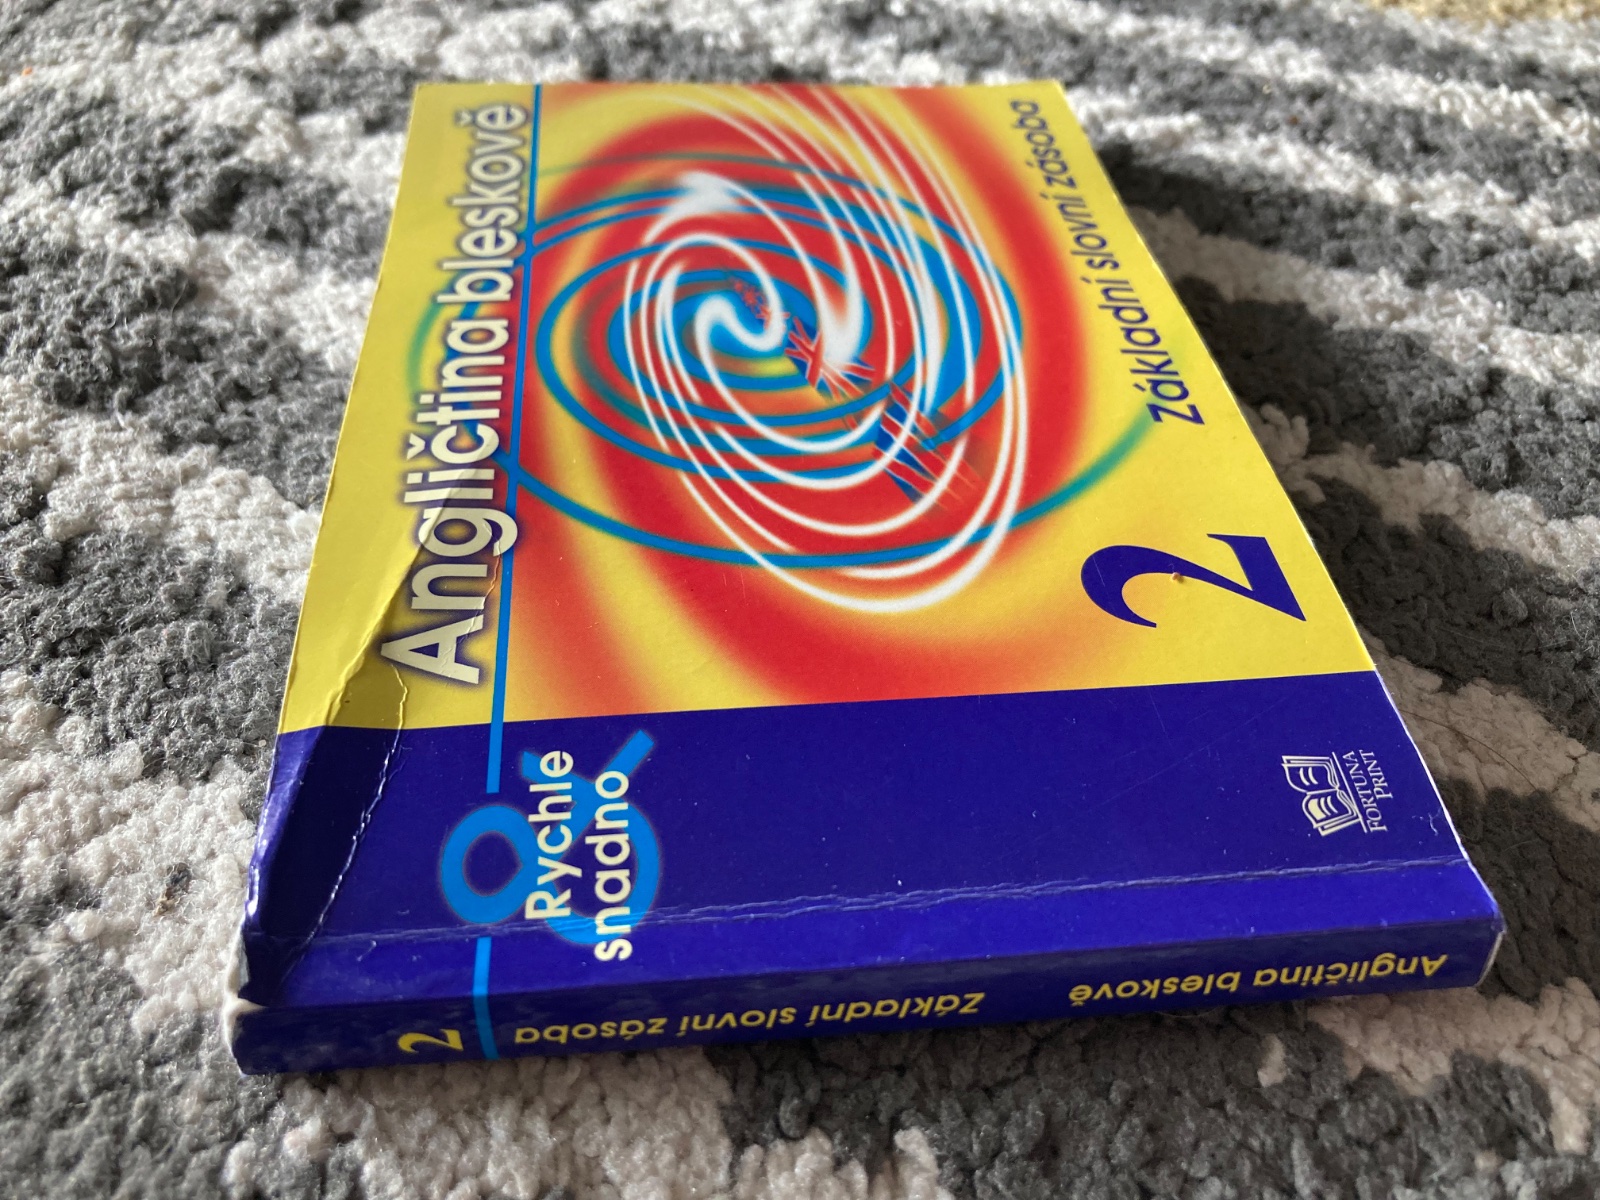 Angličtina bleskově
Rychle &
snadno
Základní slovní zásoba
2
FORTUNA
PRINT
Angličtina bleskově Základní slovní zásoba 2